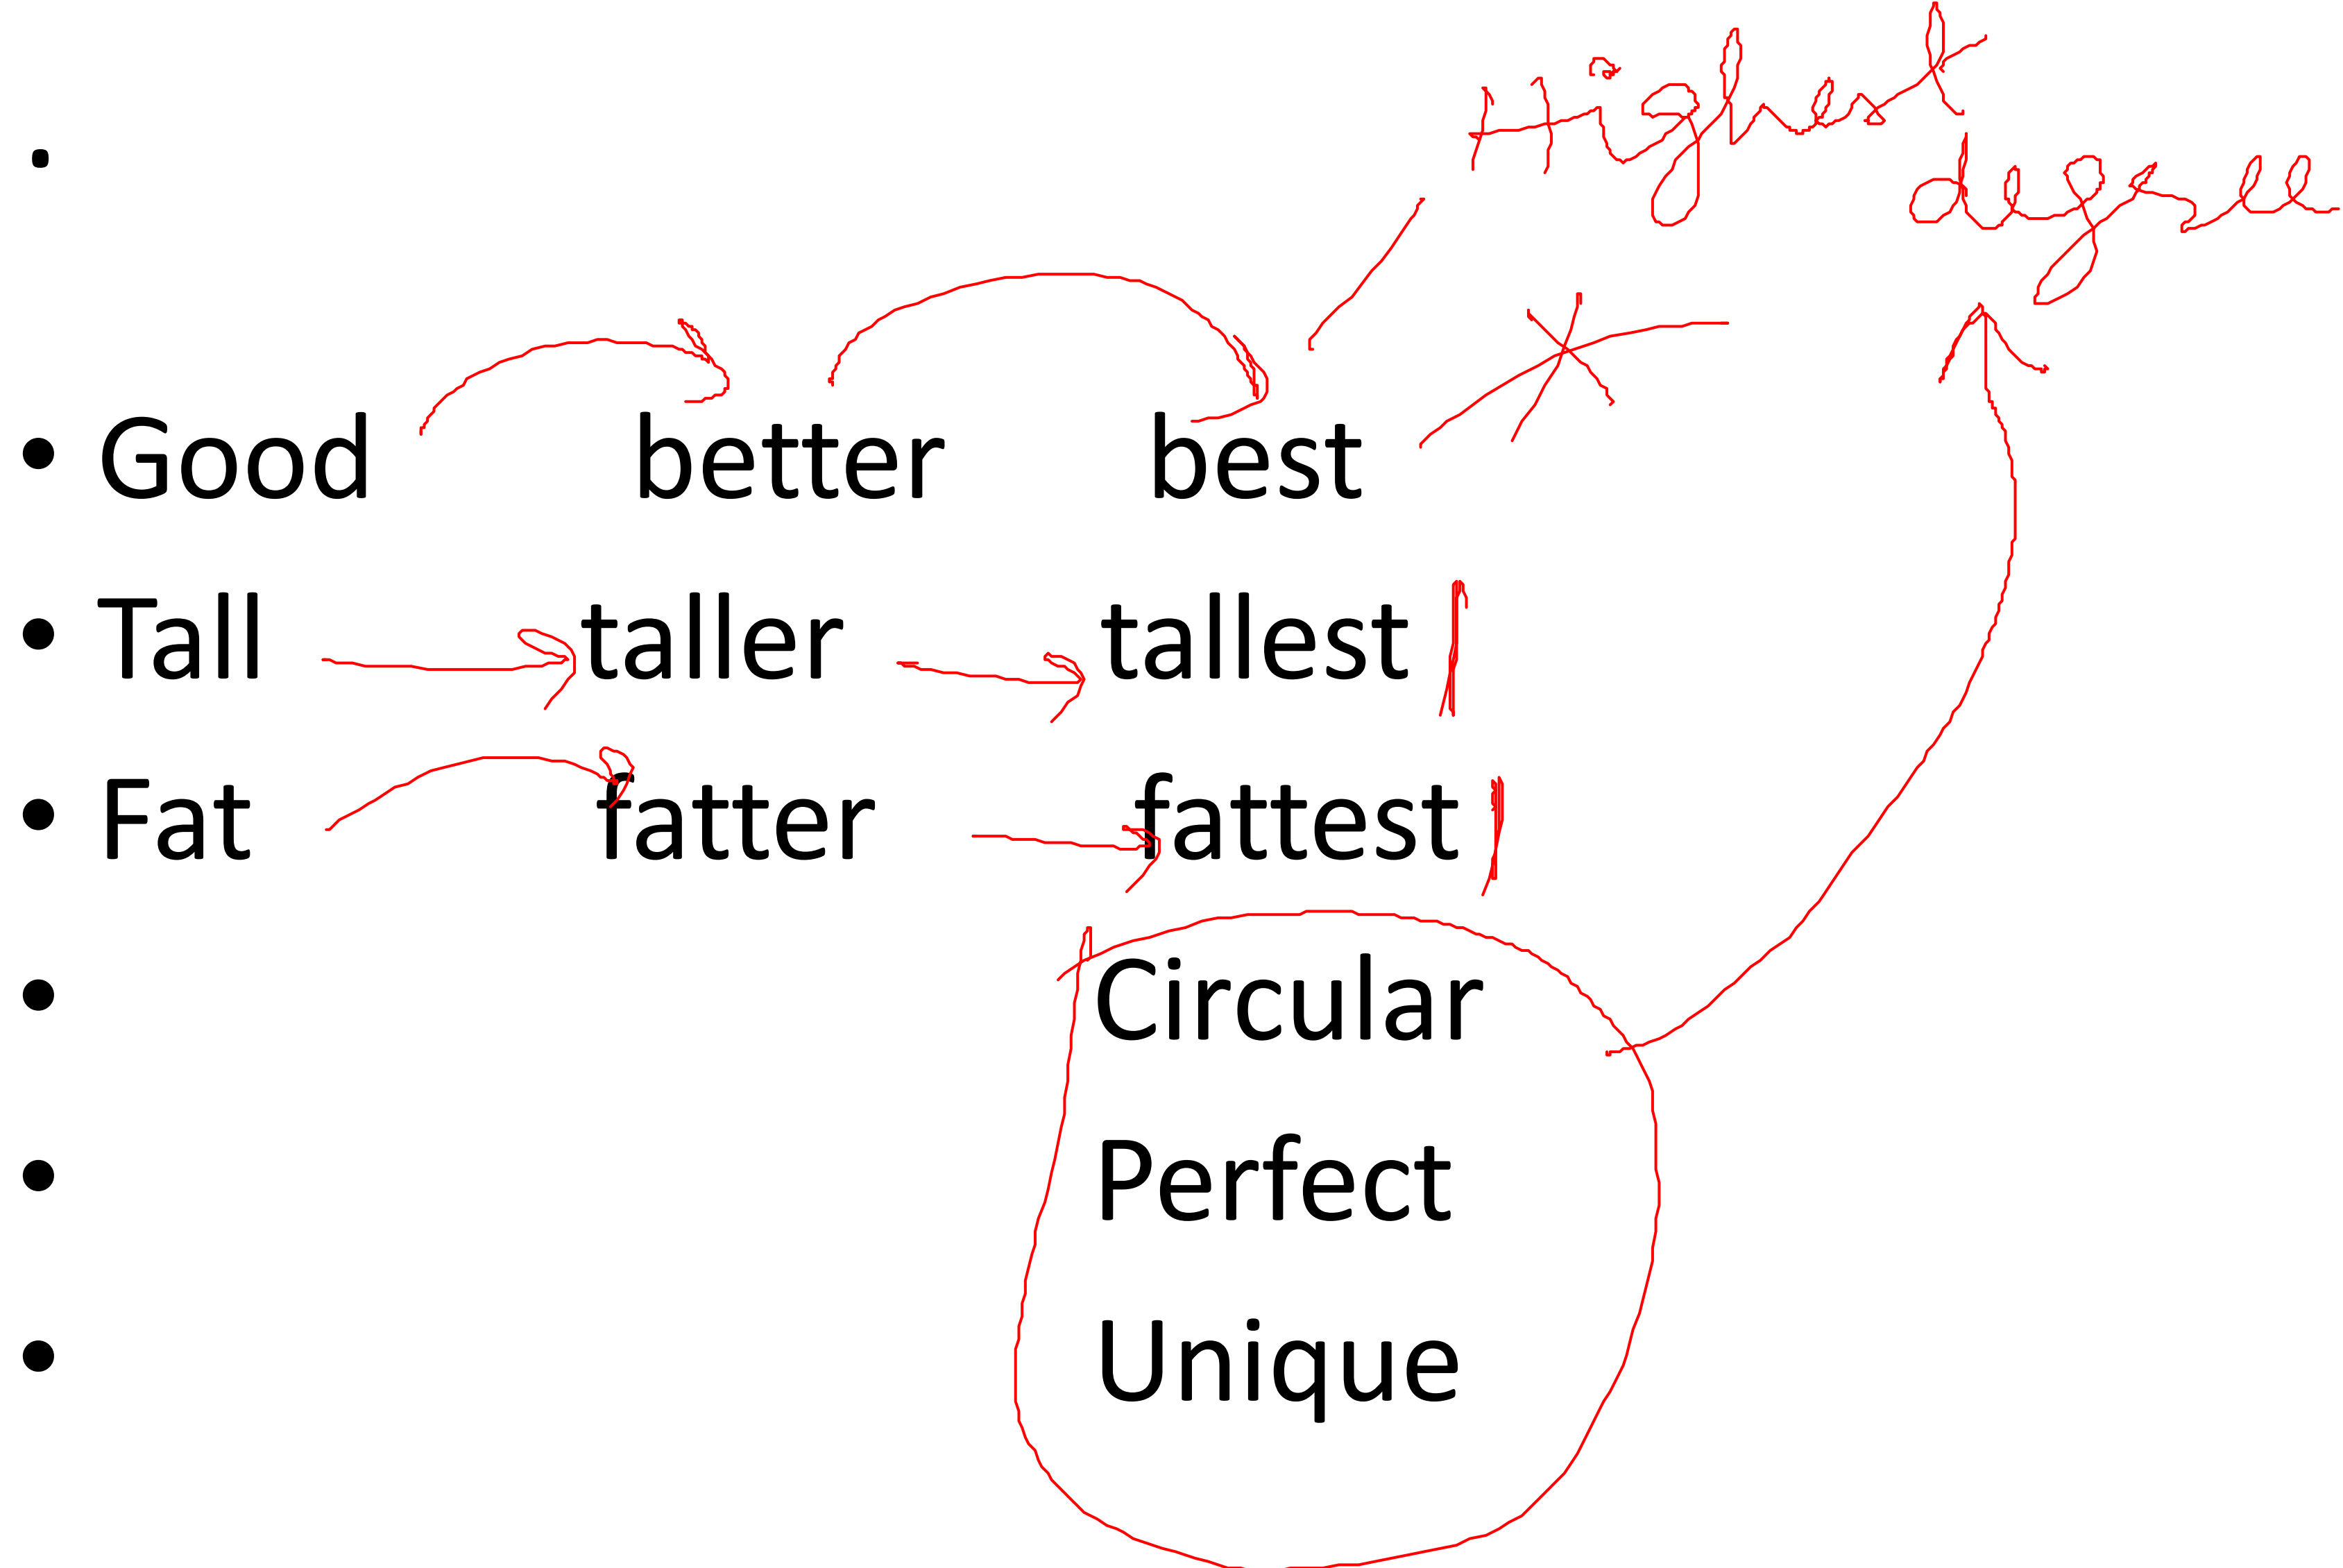 Highest
degree
• Good better best
• Tall taller tallest
• Fat fatter fattest
• Circular
• Perfect
• Unique